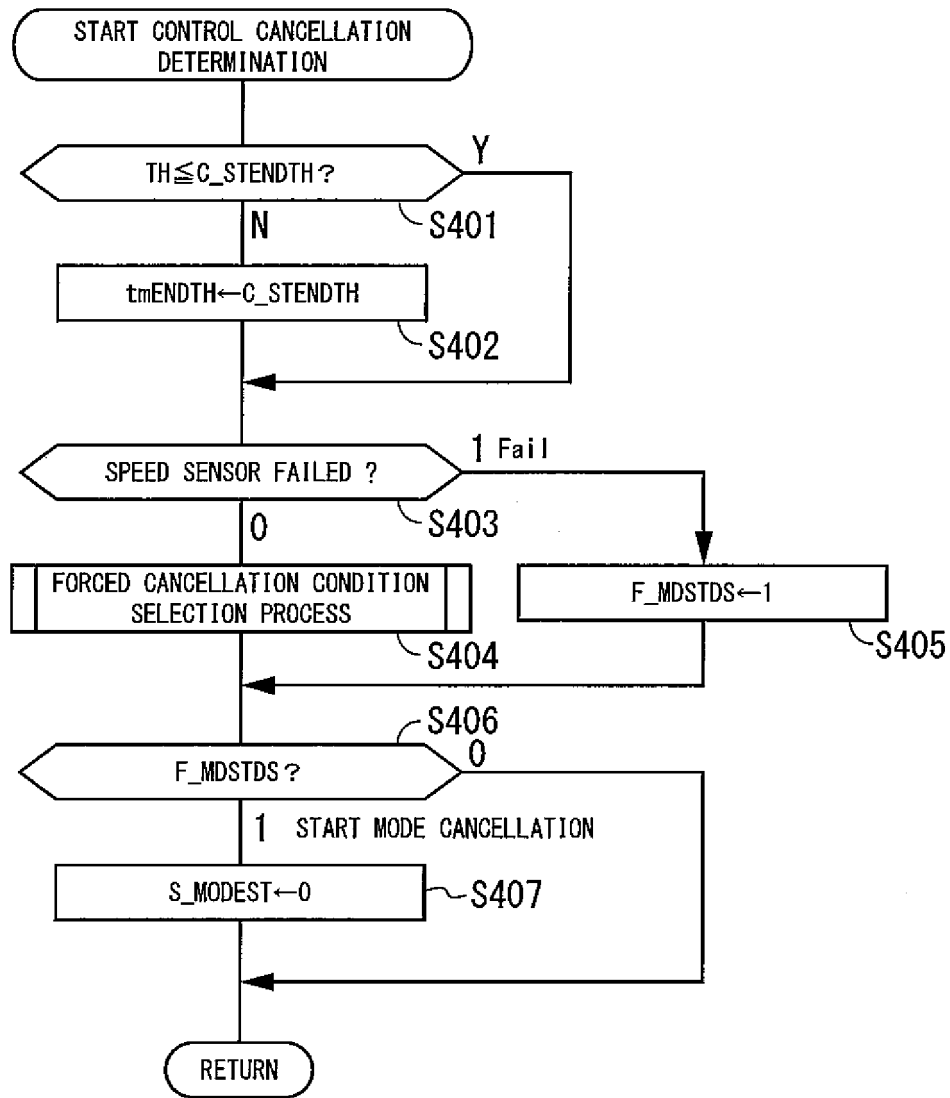 START CONTROL CANCELLATION
DETERMINATION
Y
TH≦C_STENDTH?
S401
N
tmENDTH←C_STENDTH
S402
1 Fail
SPEED SENSOR FAILED ?
S403
0
FORCED CANCELLATION CONDITION
SELECTION PROCESS
S404
F_MDSTDS←1
S405
S406
0
F_MDSTDS?
1 START MODE CANCELLATION
S_MODEST←0
S407
RETURN